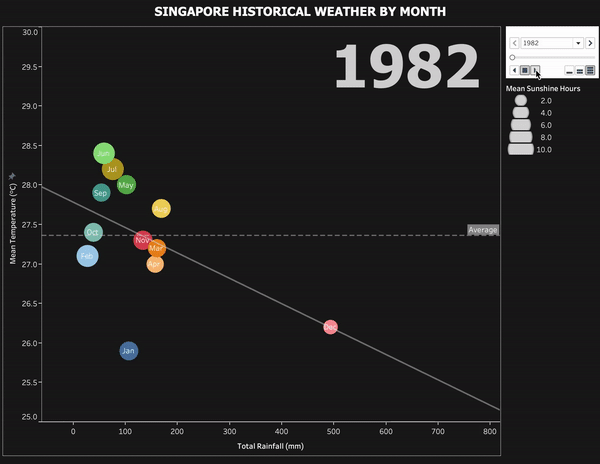 SINGAPORE HISTORICAL WEATHER BY MONTH
1982
1982
Mean Sunshine Hours
2.0
4.0
6.0
8.0
10.0
Mean Temperature (°C)
30.0
29.5
29.0
28.5
28.0
27.5
27.0
26.5
26.0
25.5
25.0
Jun
Jul
May
Sep
Aug
Oct
Average
Nov
Mar
Feb
Apr
Dec
Jan
0
100
200
300
400
500
600
700
800
Total Rainfall (mm)